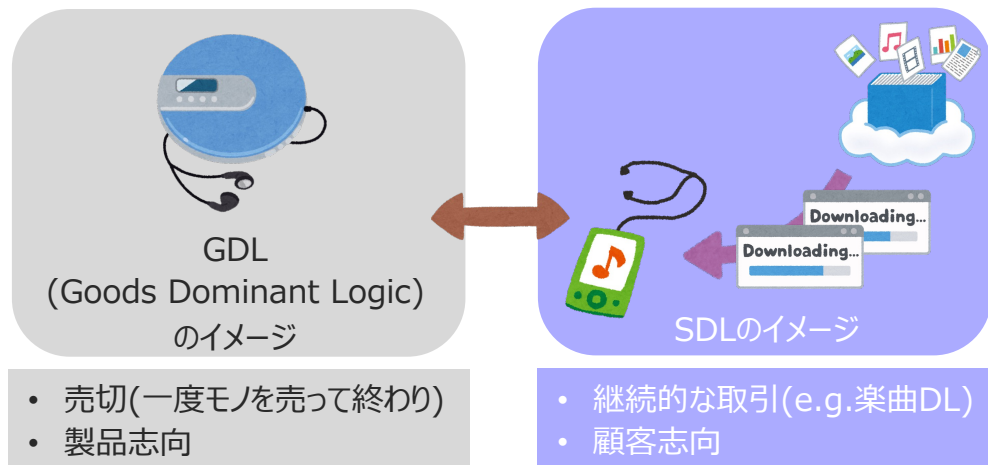 GDL
(Goods Dominant Logic)
のイメージ
• 売切(一度モノを売って終わり)
• 製品志向
Downloading...
Downloading...
SDLのイメージ
• 継続的な取引(e.g.楽曲DL)
• 顧客志向